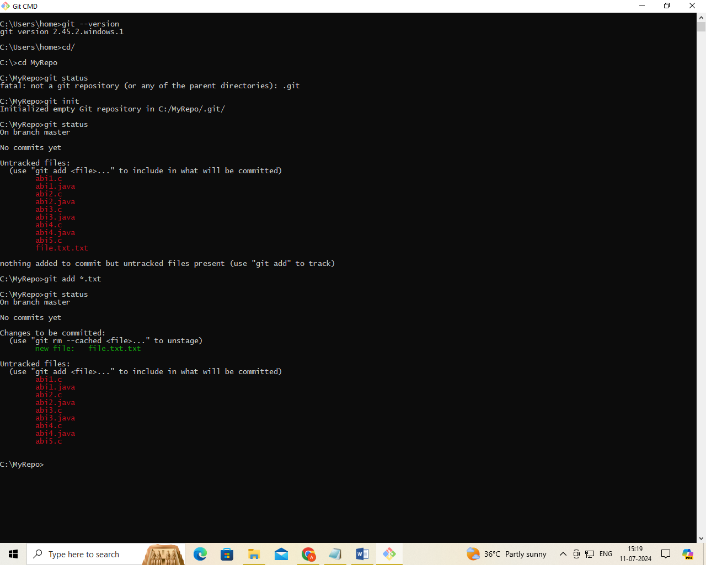 Git CMD
C:\Users\home>git --version
git version 2.45.2.windows.1
C:\Users\home>cd/
C:\>cd MyRepo
C:\MyRepo>git status
fatal: not a git repository (or any of the parent directories): .git
C:\MyRepo>git init
Initialized empty Git repository in C:/MyRepo/.git/
C:\MyRepo>git status
On branch master
No commits yet
Untracked files:
  (use "git add <file>..." to include in what will be committed)
        abi1.c
        abi1.java
        abi2.c
        abi2.java
        abi3.c
        abi3.java
        abi4.c
        abi4.java
        abi5.c
        file.txt.txt
nothing added to commit but untracked files present (use "git add" to track)
C:\MyRepo>git add *.txt
C:\MyRepo>git status
On branch master
No commits yet
Changes to be committed:
  (use "git rm --cached <file>..." to unstage)
        new file:   file.txt.txt
Untracked files:
  (use "git add <file>..." to include in what will be committed)
        abi1.c
        abi1.java
        abi2.c
        abi2.java
        abi3.c
        abi3.java
        abi4.c
        abi4.java
        abi5.c
C:\MyRepo>
Type here to search
36°C Partly sunny
ENG
15:19
11-07-2024